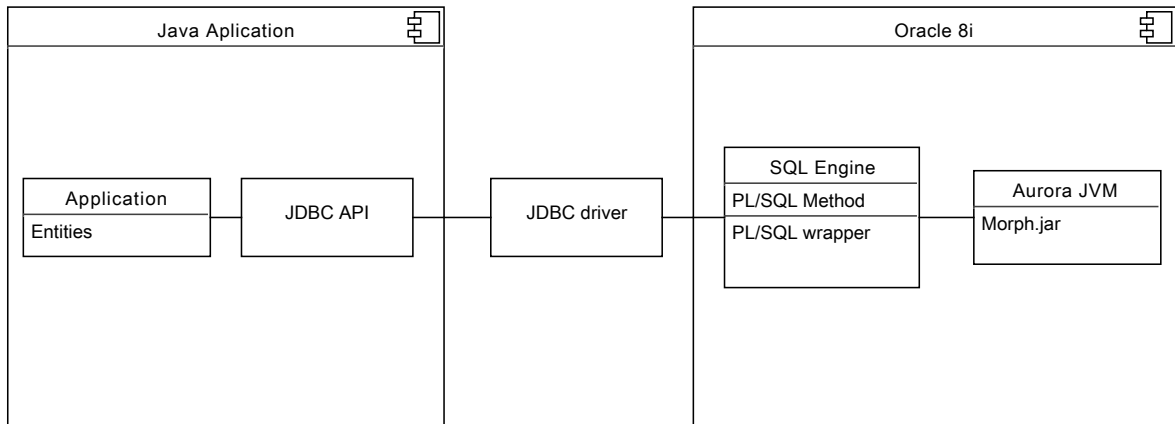 Java Aplication
Oracle 8i
Application
Entities
JDBC API
JDBC driver
SQL Engine
PL/SQL Method
PL/SQL wrapper
Aurora JVM
Morph.jar